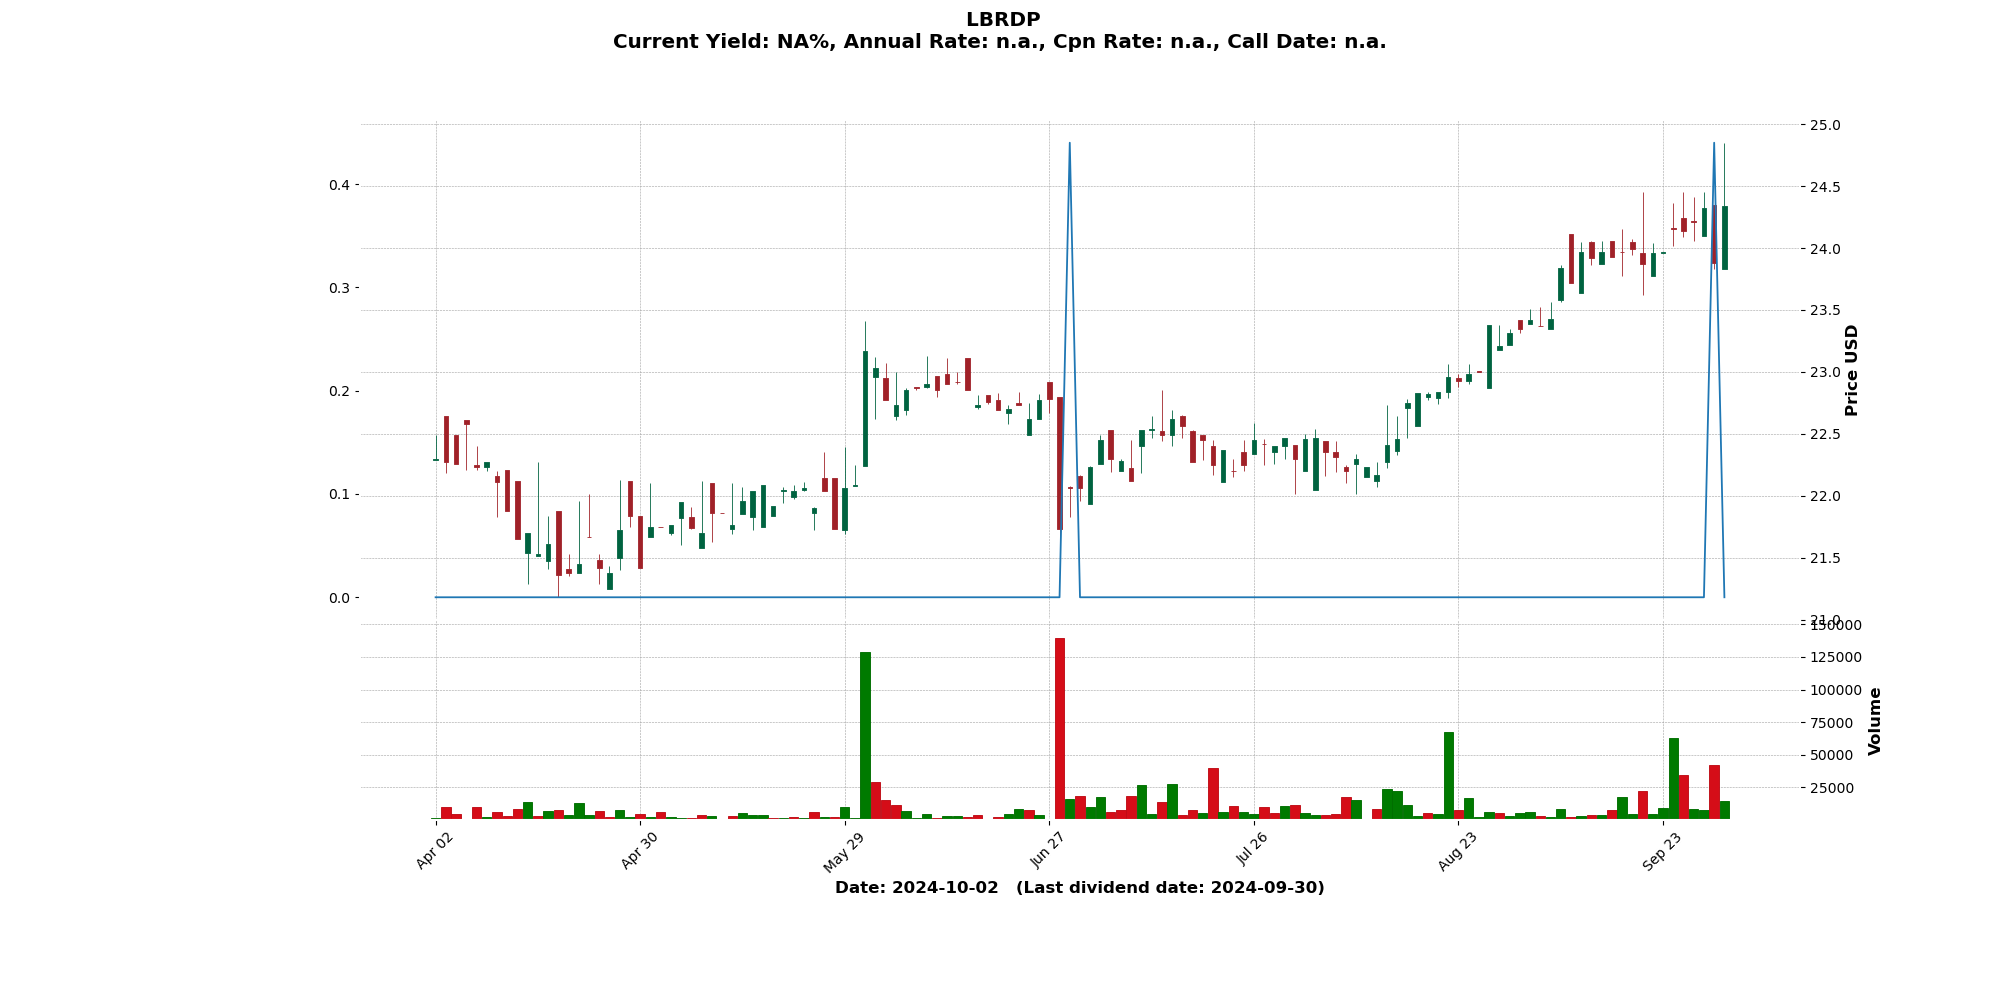 LBRDP
Current Yield: NA%, Annual Rate: n.a., Cpn Rate: n.a., Call Date: n.a.
0.4
0.3
0.2
0.1
0.0
25.0
24.5
24.0
23.5
23.0
22.5
22.0
21.5
21.0
Price USD
150000
125000
100000
75000
50000
25000
Volume
Apr 02
Apr 30
May 29
Jun 27
Jul 26
Aug 23
Sep 23
Date: 2024-10-02 (Last dividend date: 2024-09-30)